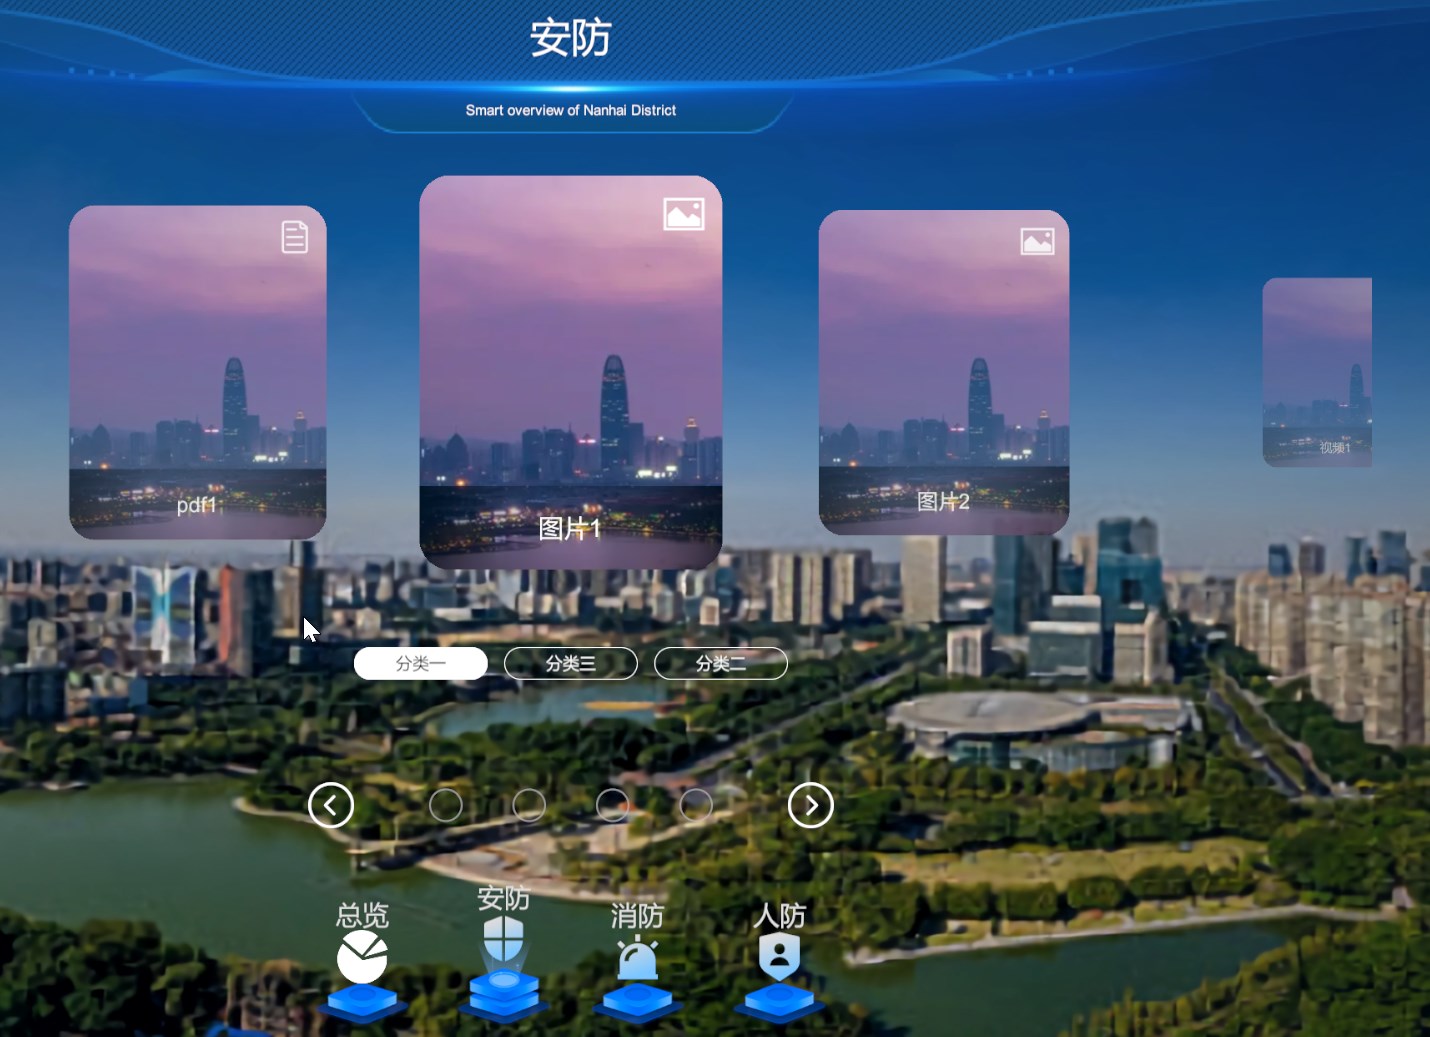 安防
Smart overview of Nanhai District
pdf1
图片1
图片2
视频1
分类一
分类三
分类二
总览
安防
消防
人防